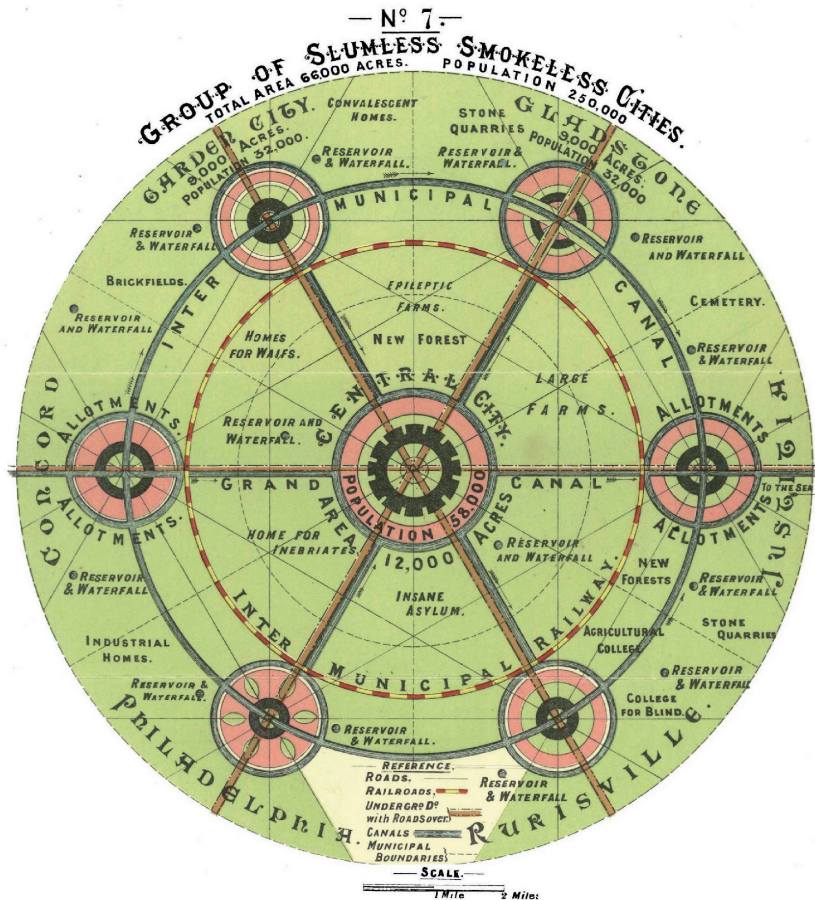 — Nº 7. —
GROUP OF SLUMLESS SMOKELESS CITIES.
TOTAL AREA 66000 ACRES. POPULATION 250.000
GARDEN CITY.
9,000 ACRES.
POPULATION 32,000.
CONVALESCENT
HOMES.
STONE
QUARRIES
GLADSTONE
9,000 ACRES.
POPULATION
32,000
RESERVOIR
& WATERFALL.
RESERVOIR &
WATERFALL.
RESERVOIR
& WATERFALL
RESERVOIR
AND WATERFALL
INTER MUNICIPAL CANAL
BRICKFIELDS.
RESERVOIR
AND WATERFALL
EPILEPTIC
FARMS.
CEMETERY.
HOMES
FOR WAIFS.
NEW FOREST
RESERVOIR
& WATERFALL
LARGE
FARMS.
CONCORD
ALLOTMENTS.
ALLOTMENTS.
RESERVOIR AND
WATERFALL.
CENTRAL CITY.
POPULATION 58.000
AREA 12,000 ACRES
GRAND CANAL
JUSTITIA
ALLOTMENTS
ALLOTMENTS
TO THE SEA
HOME FOR
INEBRIATES.
RESERVOIR
AND WATERFALL
RESERVOIR
& WATERFALL
INSANE
ASYLUM.
NEW
FORESTS
RESERVOIR
& WATERFALL
INTER MUNICIPAL RAILWAY.
INDUSTRIAL
HOMES.
AGRICULTURAL
COLLEGE
STONE
QUARRIES
RESERVOIR &
WATERFALL.
RESERVOIR
& WATERFALL
COLLEGE
FOR BLIND.
PHILADELPHIA.
RESERVOIR
& WATERFALL.
RURISVILLE.
RESERVOIR
& WATERFALL
REFERENCE.
ROADS.
RAILROADS,
UNDERGRD Dº
with ROADS over
CANALS
MUNICIPAL
BOUNDARIES
— SCALE. —
1 Mile 2 Miles